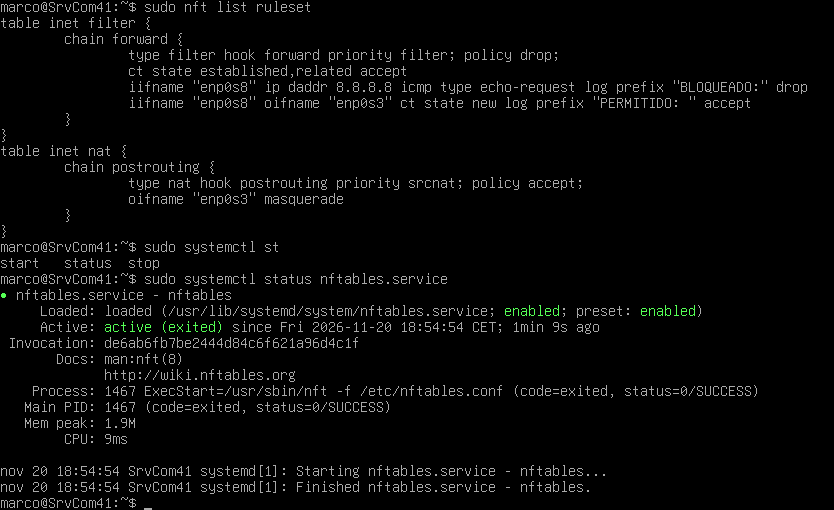 marco@SrvCom41:~$ sudo nft list ruleset
table inet filter {
        chain forward {
                type filter hook forward priority filter; policy drop;
                ct state established,related accept
                iifname "enp0s8" ip daddr 8.8.8.8 icmp type echo-request log prefix "BLOQUEADO:" drop
                iifname "enp0s8" oifname "enp0s3" ct state new log prefix "PERMITIDO: " accept
        }
}
table inet nat {
        chain postrouting {
                type nat hook postrouting priority srcnat; policy accept;
                oifname "enp0s3" masquerade
        }
}
marco@SrvCom41:~$ sudo systemctl st
start   status  stop
marco@SrvCom41:~$ sudo systemctl status nftables.service
● nftables.service - nftables
     Loaded: loaded (/usr/lib/systemd/system/nftables.service; enabled; preset: enabled)
     Active: active (exited) since Fri 2026-11-20 18:54:54 CET; 1min 9s ago
 Invocation: de6ab6fb7be2444d84c6f621a96d4c1f
       Docs: man:nft(8)
             http://wiki.nftables.org
    Process: 1467 ExecStart=/usr/sbin/nft -f /etc/nftables.conf (code=exited, status=0/SUCCESS)
   Main PID: 1467 (code=exited, status=0/SUCCESS)
   Mem peak: 1.9M
        CPU: 9ms

nov 20 18:54:54 SrvCom41 systemd[1]: Starting nftables.service - nftables...
nov 20 18:54:54 SrvCom41 systemd[1]: Finished nftables.service - nftables.
marco@SrvCom41:~$ _